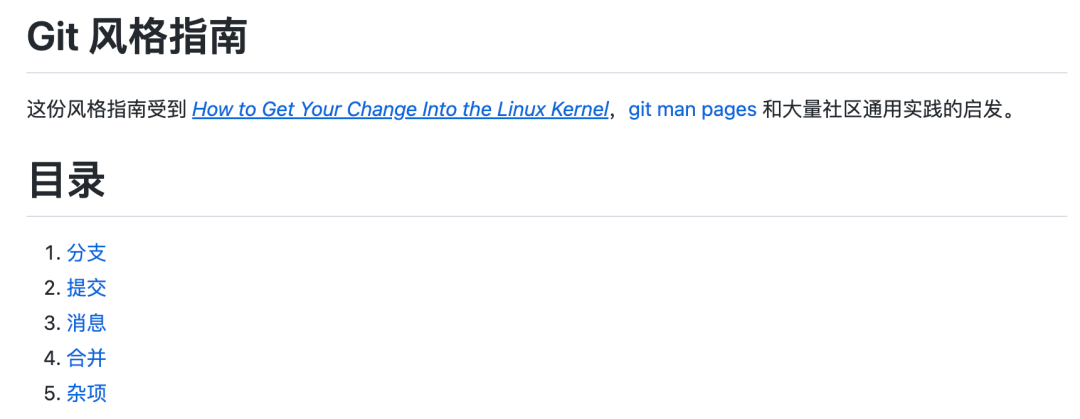 Git 风格指南
这份风格指南受到 How to Get Your Change Into the Linux Kernel，git man pages 和大量社区通用实践的启发。
目录
1. 分支
2. 提交
3. 消息
4. 合并
5. 杂项